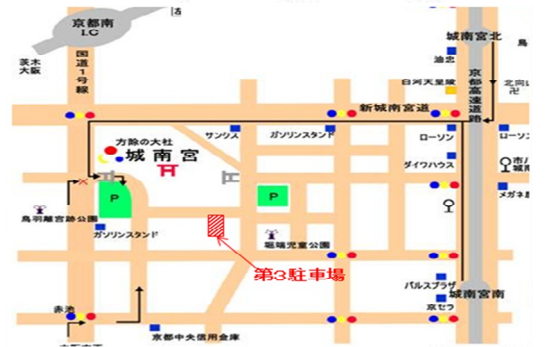 京都南
I.C
茨木
大阪
国道1号線
城南宮北
油忠
白河天皇陵
京都高速道路
北向
卍
新城南宮道
サンクス
ガソリンスタンド
ローソン
ローソン
方除の大社
城南宮
ダイワハウス
P
P
鳥羽離宮跡公園
ガソリンスタンド
堀端児童公園
第3駐車場
パルスプラザ
城南宮南
京セラ
赤池
京都中央信用金庫